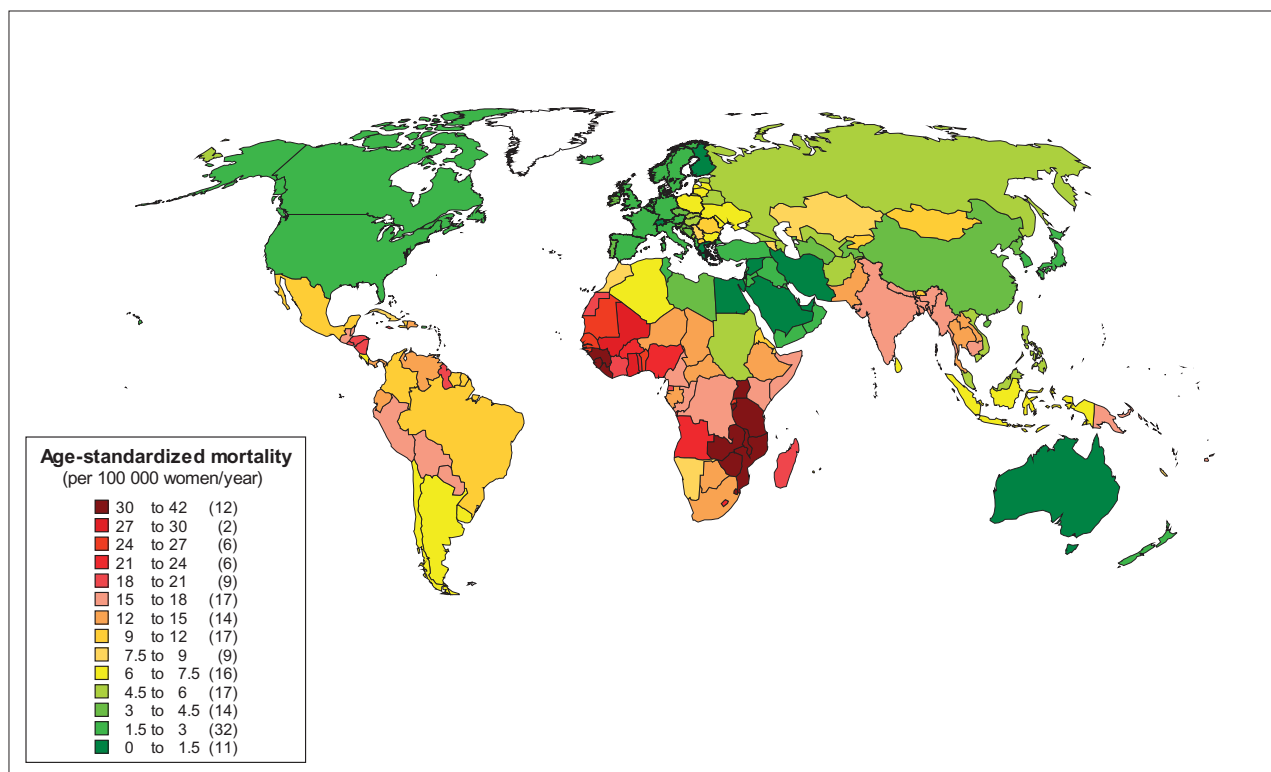 Age-standardized mortality
(per 100 000 women/year)
30 to 42 (12)
27 to 30 (2)
24 to 27 (6)
21 to 24 (6)
18 to 21 (9)
15 to 18 (17)
12 to 15 (14)
9 to 12 (17)
7.5 to 9 (9)
6 to 7.5 (16)
4.5 to 6 (17)
3 to 4.5 (14)
1.5 to 3 (32)
0 to 1.5 (11)